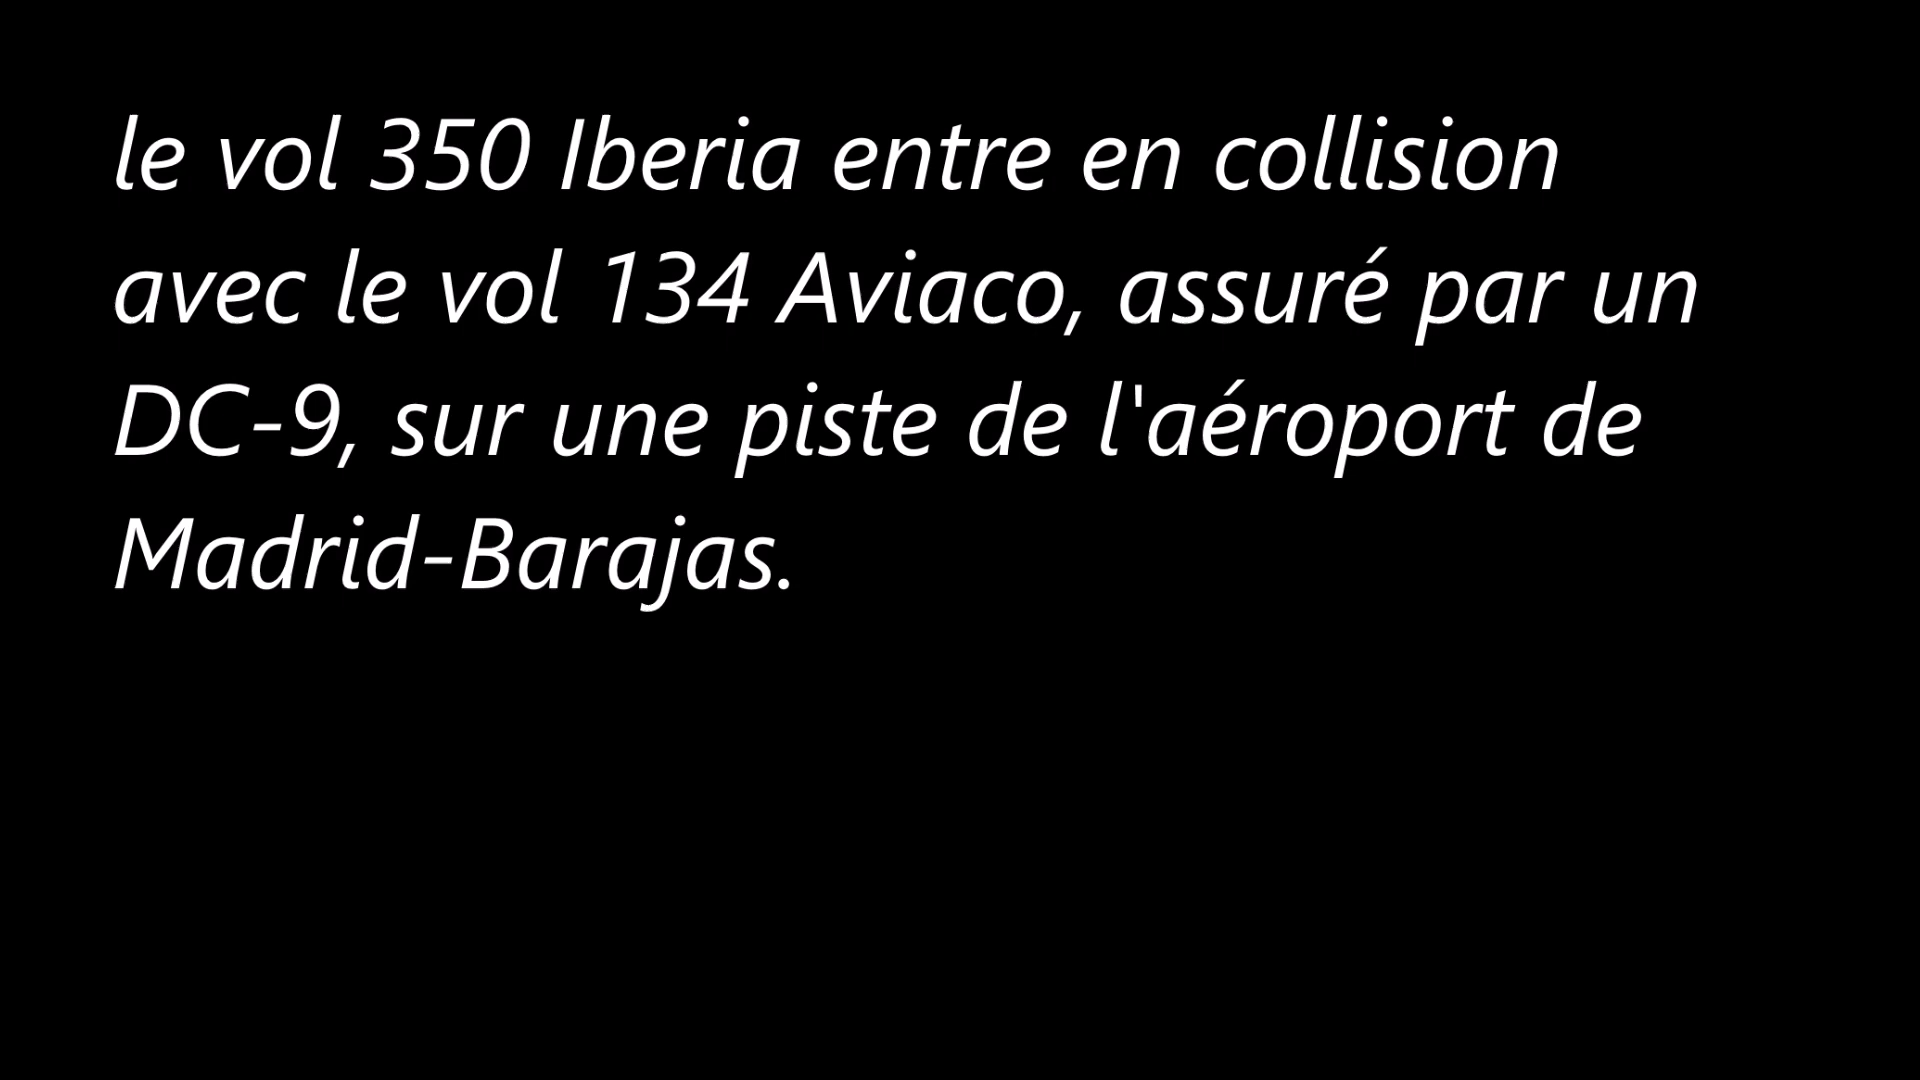 le vol 350 Iberia entre en collision
avec le vol 134 Aviaco, assuré par un
DC-9, sur une piste de l'aéroport de
Madrid-Barajas.